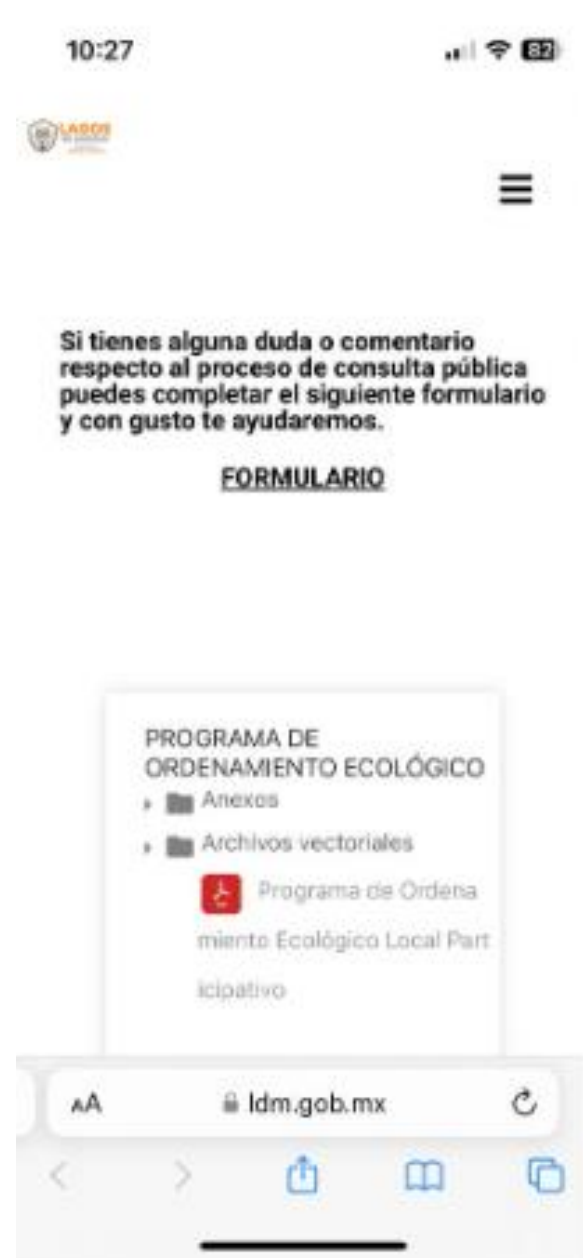 10:27
82
LAGOS
Si tienes alguna duda o comentario
respecto al proceso de consulta pública
puedes completar el siguiente formulario
y con gusto te ayudaremos.
FORMULARIO
PROGRAMA DE
ORDENAMIENTO ECOLÓGICO
Anexos
Archivos vectoriales
Programa de Ordena
miento Ecológico Local Part
icipativo
AA
ldm.gob.mx